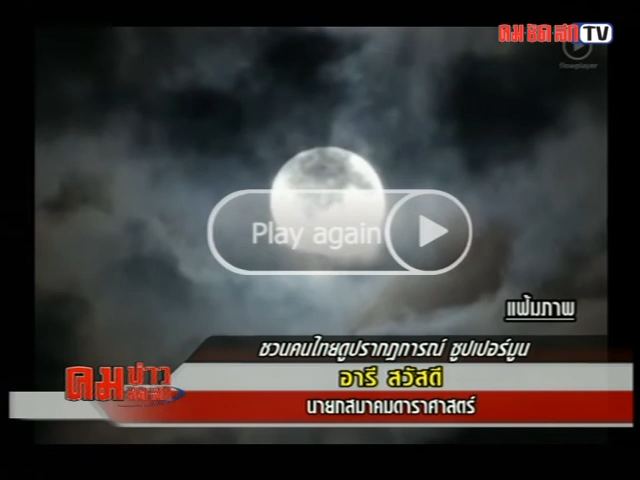 คม ชัด ลึก TV
flowplayer
Play again
แฟ้มภาพ
ชวนคนไทยดูปรากฏการณ์ ซูปเปอร์มูน
อารี สวัสดี
นายกสมาคมดาราศาสตร์
คม ข่าว